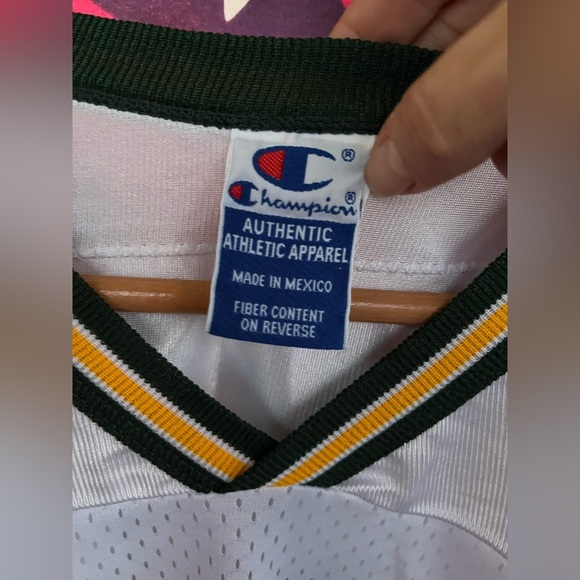 ®
Champion®
AUTHENTIC
ATHLETIC APPAREL
MADE IN MEXICO
FIBER CONTENT
ON REVERSE